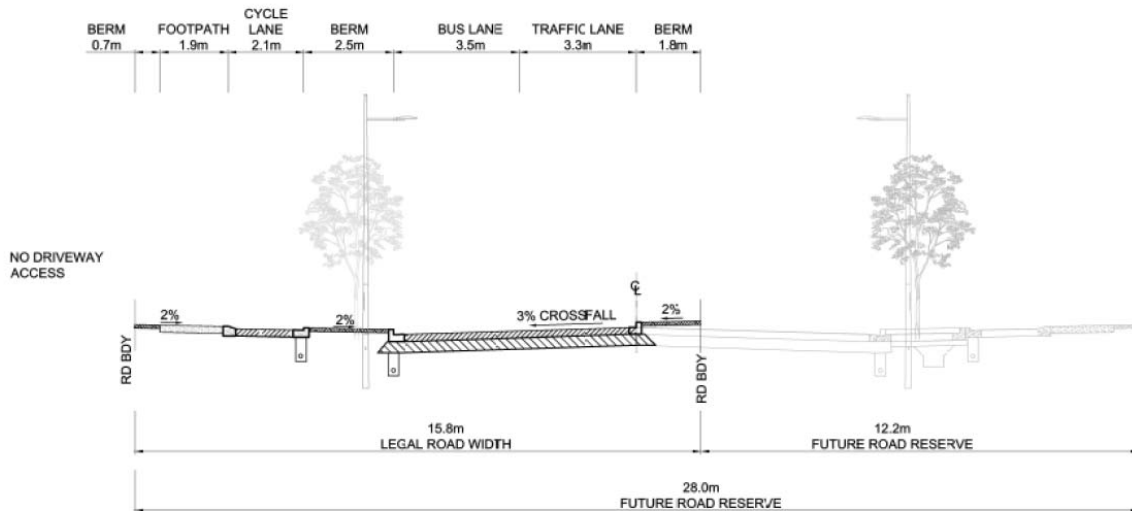 BERM
0.7m
FOOTPATH
1.9m
CYCLE
LANE
2.1m
BERM
2.5m
BUS LANE
3.5m
TRAFFIC LANE
3.3m
BERM
1.8m
NO DRIVEWAY
ACCESS
2%
2%
3% CROSSFALL
℄
2%
RD BDY
RD BDY
15.8m
LEGAL ROAD WIDTH
12.2m
FUTURE ROAD RESERVE
28.0m
FUTURE ROAD RESERVE